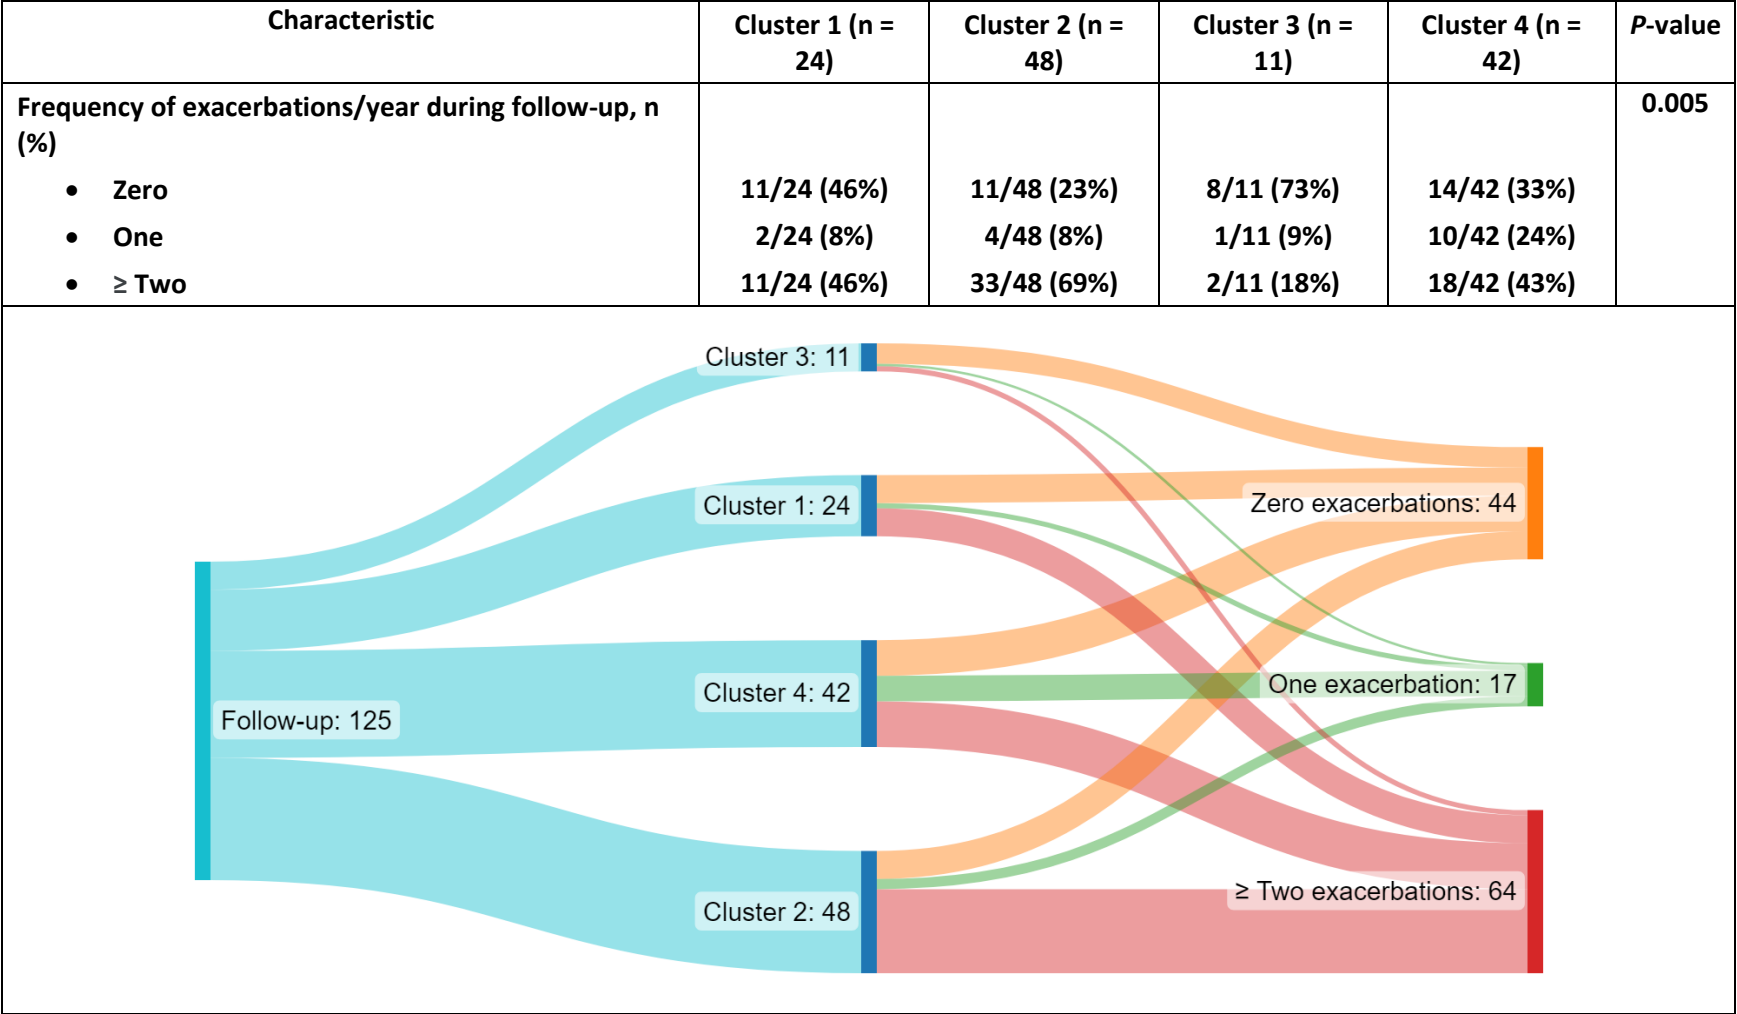 Characteristic
Cluster 1 (n =
24)
Cluster 2 (n =
48)
Cluster 3 (n =
11)
Cluster 4 (n =
42)
P-value
Frequency of exacerbations/year during follow-up, n
(%)
0.005
• Zero 11/24 (46%) 11/48 (23%) 8/11 (73%) 14/42 (33%)
• One 2/24 (8%) 4/48 (8%) 1/11 (9%) 10/42 (24%)
• ≥ Two 11/24 (46%) 33/48 (69%) 2/11 (18%) 18/42 (43%)
Cluster 3: 11
Cluster 1: 24
Zero exacerbations: 44
Cluster 4: 42
One exacerbation: 17
Follow-up: 125
Cluster 2: 48
≥ Two exacerbations: 64